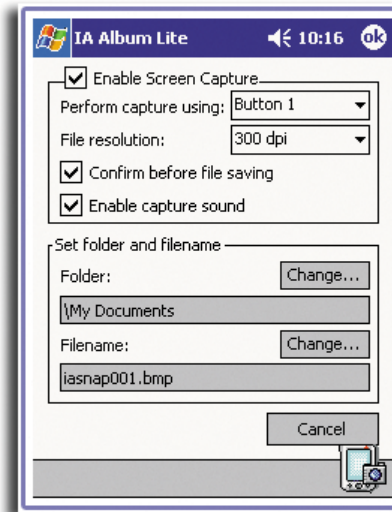 IA Album Lite 10:16 ok
Enable Screen Capture
Perform capture using: Button 1
File resolution: 300 dpi
Confirm before file saving
Enable capture sound
Set folder and filename
Folder: Change...
\My Documents
Filename: Change...
iasnap001.bmp
Cancel